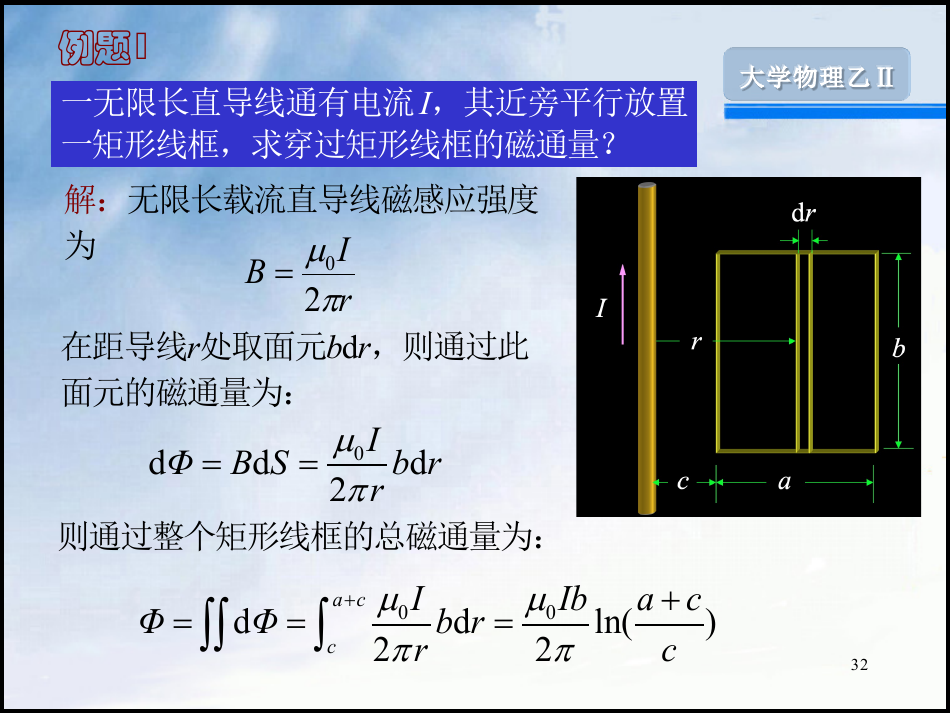 例题1
大学物理乙Ⅱ
一无限长直导线通有电流 I，其近旁平行放置
一矩形线框，求穿过矩形线框的磁通量？
解：无限长载流直导线磁感应强度
为
B = μ₀I / 2πr
在距导线r处取面元bdr，则通过此
面元的磁通量为：
dΦ = BdS = μ₀I / 2πr bdr
则通过整个矩形线框的总磁通量为：
Φ = ∬ dΦ = ∫_c^{a+c} μ₀I / 2πr bdr = μ₀Ib / 2π ln( a + c / c )
dr
I
r
b
c
a
32